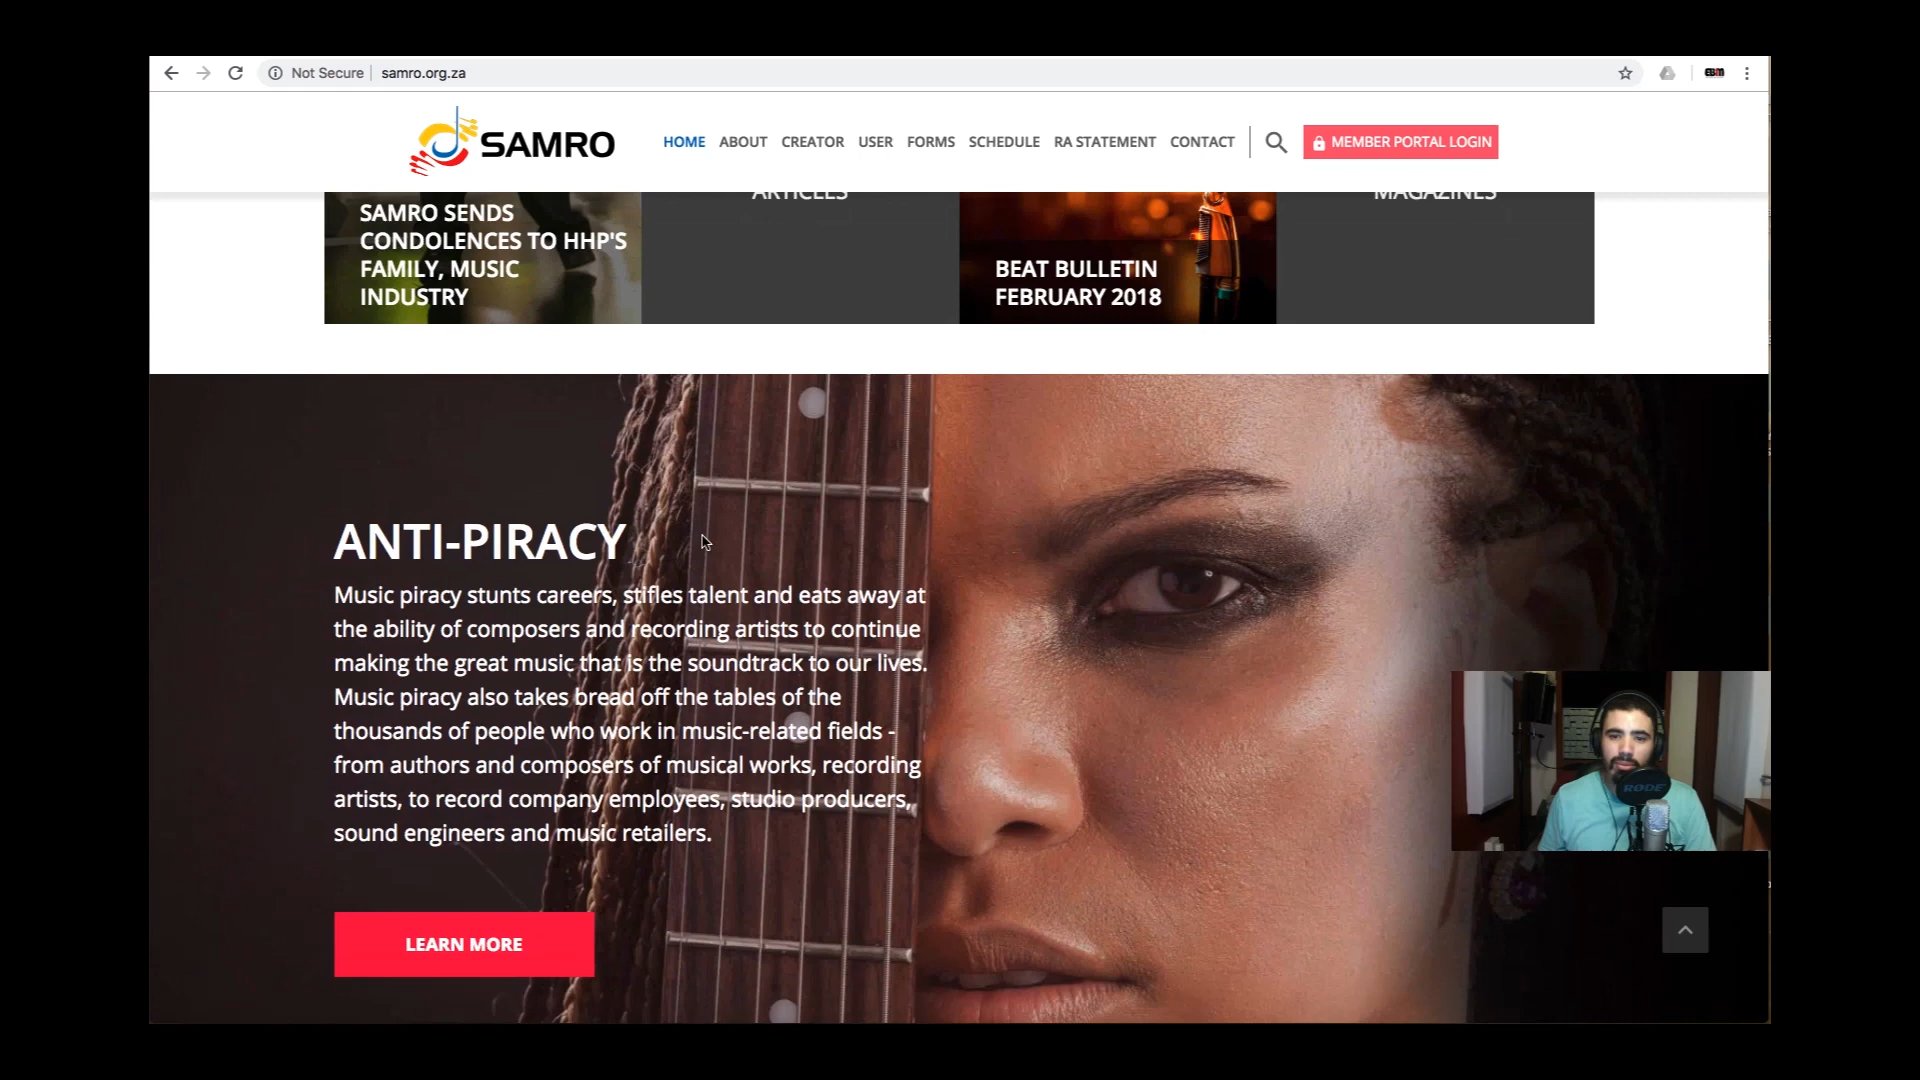 Not Secure samro.org.za
EBM
SAMRO
HOME ABOUT CREATOR USER FORMS SCHEDULE RA STATEMENT CONTACT MEMBER PORTAL LOGIN
ARTICLES
MAGAZINES
SAMRO SENDS
CONDOLENCES TO HHP'S
FAMILY, MUSIC
INDUSTRY
BEAT BULLETIN
FEBRUARY 2018
ANTI-PIRACY
Music piracy stunts careers, stifles talent and eats away at
the ability of composers and recording artists to continue
making the great music that is the soundtrack to our lives.
Music piracy also takes bread off the tables of the
thousands of people who work in music-related fields -
from authors and composers of musical works, recording
artists, to record company employees, studio producers,
sound engineers and music retailers.
LEARN MORE
RODE